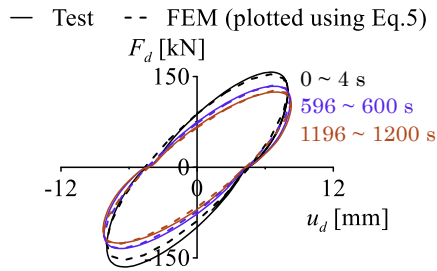 — Test -- FEM (plotted using Eq.5)
F_d [kN]
150
0 ~ 4 s
596 ~ 600 s
1196 ~ 1200 s
0
-12 0 12
u_d [mm]
-150